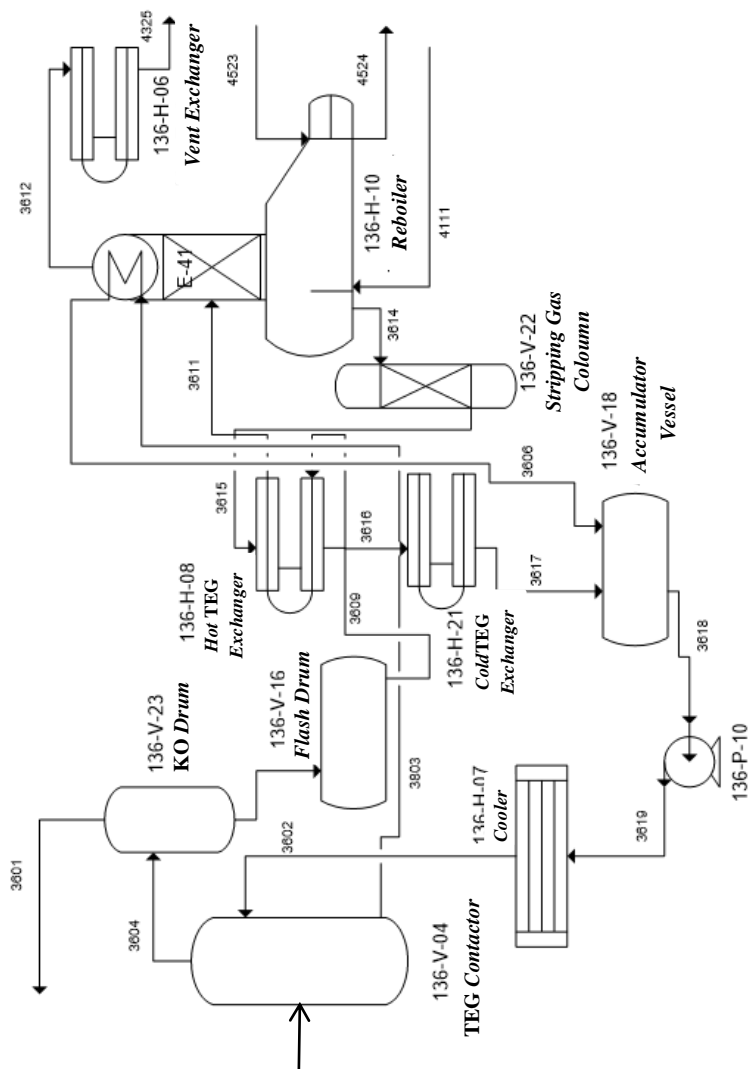 4325
136-H-06
Vent Exchanger
3612
4523
4524
E-41
136-H-10
Reboiler
4111
3611
3614
136-V-22
Stripping Gas
Coloumn
136-V-18
Accumulator
Vessel
3615
3606
136-H-08
Hot TEG
Exchanger
3616
3609
3617
136-H-21
ColdTEG
Exchanger
3618
136-V-23
KO Drum
136-V-16
Flash Drum
3803
136-P-10
3601
3602
136-H-07
Cooler
3619
3604
136-V-04
TEG Contactor